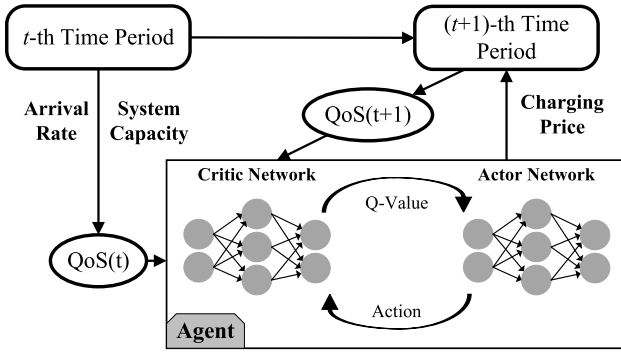 t-th Time Period
(t+1)-th Time
Period
QoS(t+1)
Arrival
Rate
System
Capacity
Charging
Price
Critic Network
Actor Network
Q-Value
QoS(t)
Action
Agent